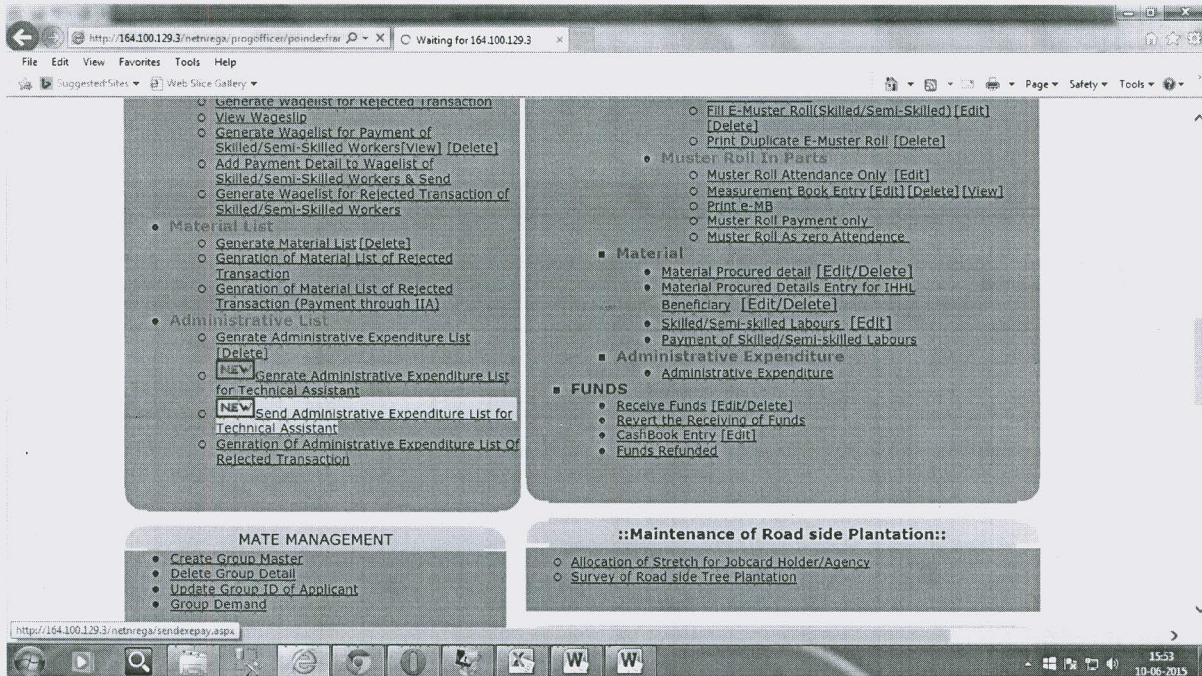 http://164.100.129.3/netnrega/progofficer/poindexfrar
Waiting for 164.100.129.3
File Edit View Favorites Tools Help
Suggested Sites Web Slice Gallery
Page Safety Tools
Generate Wagelist for Rejected Transaction
View Wageslip
Generate Wagelist for Payment of
Skilled/Semi-Skilled Workers[View] [Delete]
Add Payment Detail to Wagelist of
Skilled/Semi-Skilled Workers & Send
Generate Wagelist for Rejected Transaction of
Skilled/Semi-Skilled Workers
Material List
Generate Material List [Delete]
Genration of Material List of Rejected
Transaction
Genration of Material List of Rejected
Transaction (Payment through IIA)
Administrative List
Genrate Administrative Expenditure List
[Delete]
NEW Genrate Administrative Expenditure List
for Technical Assistant
NEW Send Administrative Expenditure List for
Technical Assistant
Genration Of Administrative Expenditure List Of
Rejected Transaction
Fill E-Muster Roll(Skilled/Semi-Skilled) [Edit]
[Delete]
Print Duplicate E-Muster Roll [Delete]
Muster Roll In Parts
Muster Roll Attendance Only [Edit]
Measurement Book Entry [Edit] [Delete] [View]
Print e-MB
Muster Roll Payment only
Muster Roll As zero Attendence
Material
Material Procured detail [Edit/Delete]
Material Procured Details Entry for IHHL
Beneficiary [Edit/Delete]
Skilled/Semi-skilled Labours [Edit]
Payment of Skilled/Semi-skilled Labours
Administrative Expenditure
Administrative Expenditure
FUNDS
Receive Funds [Edit/Delete]
Revert the Receiving of Funds
CashBook Entry [Edit]
Funds Refunded
MATE MANAGEMENT
Create Group Master
Delete Group Detail
Update Group ID of Applicant
Group Demand
::Maintenance of Road side Plantation::
Allocation of Stretch for Jobcard Holder/Agency
Survey of Road side Tree Plantation
http://164.100.129.3/netnrega/sendexepay.aspx
15:53
10-06-2015